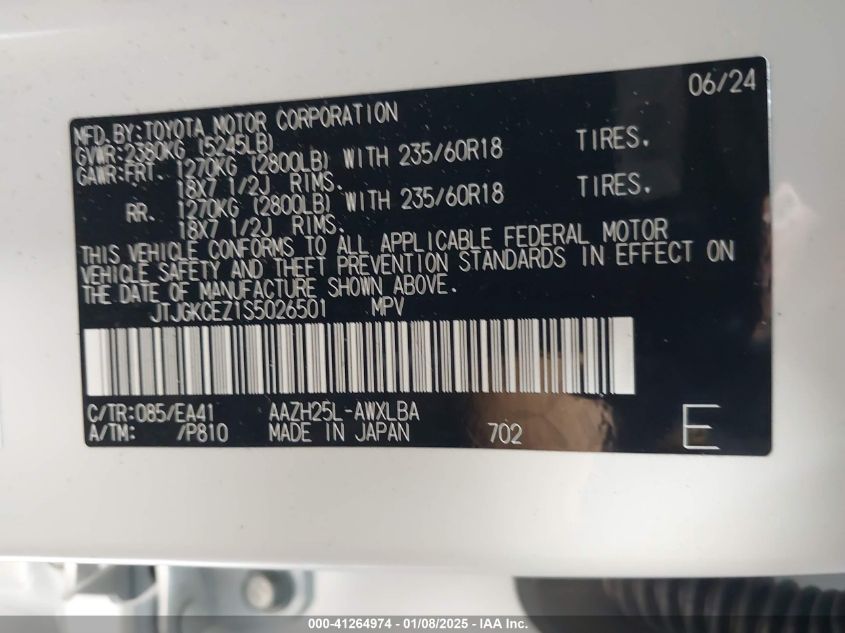 06/24
MFD.BY:TOYOTA MOTOR CORPORATION
GVWR:2380KG (5245LB)
GAWR:FRT. 1270KG (2800LB) WITH 235/60R18 TIRES.
18X7 1/2J RIMS.
RR. 1270KG (2800LB) WITH 235/60R18 TIRES.
18X7 1/2J RIMS.
THIS VEHICLE CONFORMS TO ALL APPLICABLE FEDERAL MOTOR
VEHICLE SAFETY AND THEFT PREVENTION STANDARDS IN EFFECT ON
THE DATE OF MANUFACTURE SHOWN ABOVE.
JTJGKCEZ1S5026501 MPV
C/TR:085/EA41 AAZH25L-AWXLBA
A/TM: /P810 MADE IN JAPAN 702 E
000-41264974 - 01/08/2025 - IAA Inc.